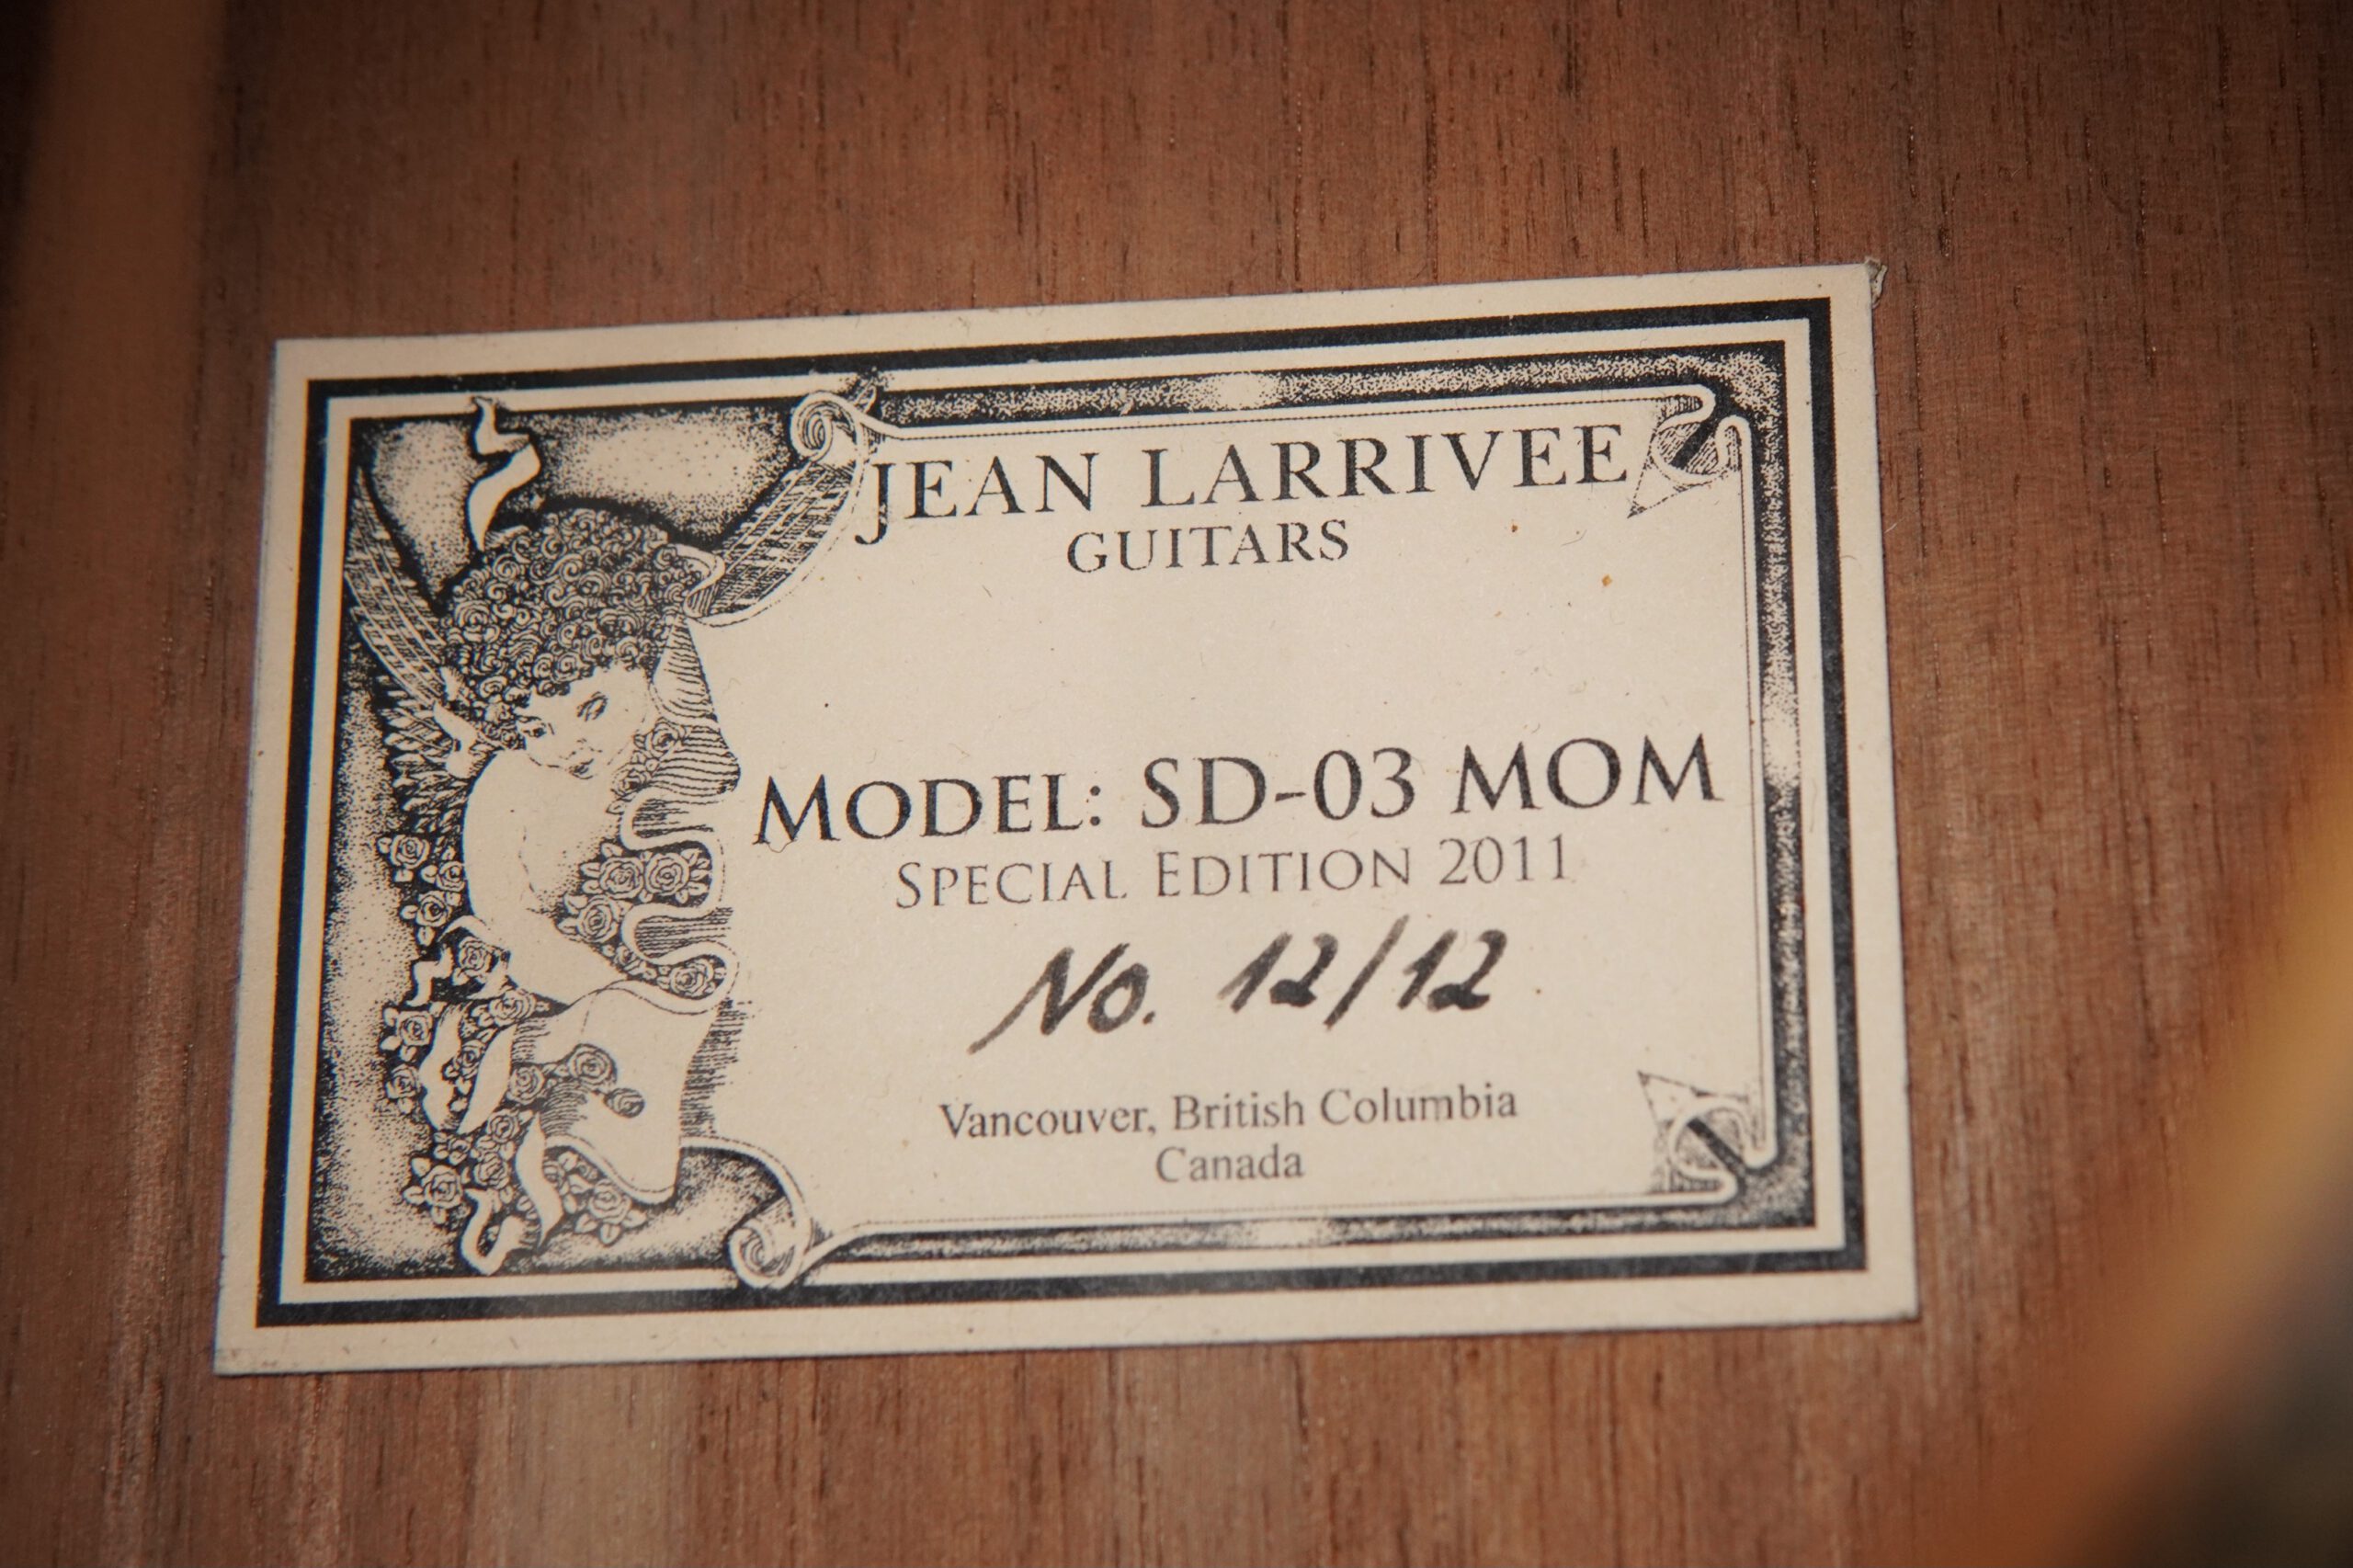 JEAN LARRIVEE
GUITARS
MODEL: SD-03 MOM
SPECIAL EDITION 2011
No. 12/12
Vancouver, British Columbia
Canada